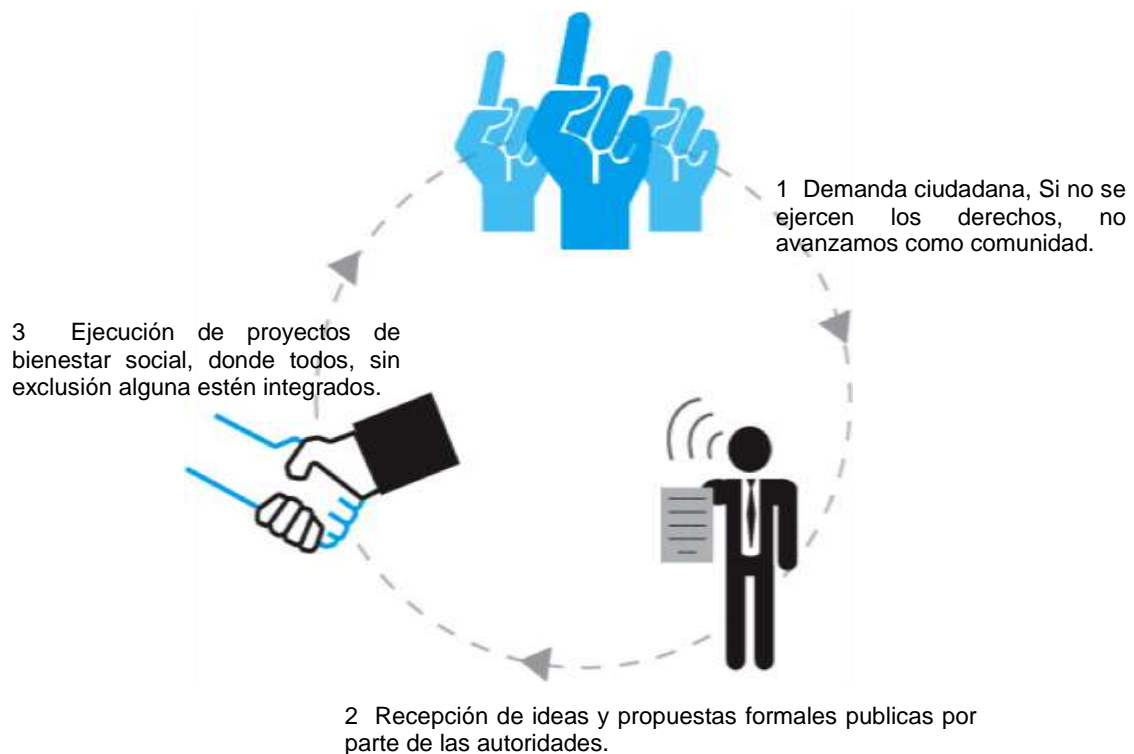 1 Demanda ciudadana, Si no se
ejercen los derechos, no
avanzamos como comunidad.
2 Recepción de ideas y propuestas formales publicas por
parte de las autoridades.
3 Ejecución de proyectos de
bienestar social, donde todos, sin
exclusión alguna estén integrados.